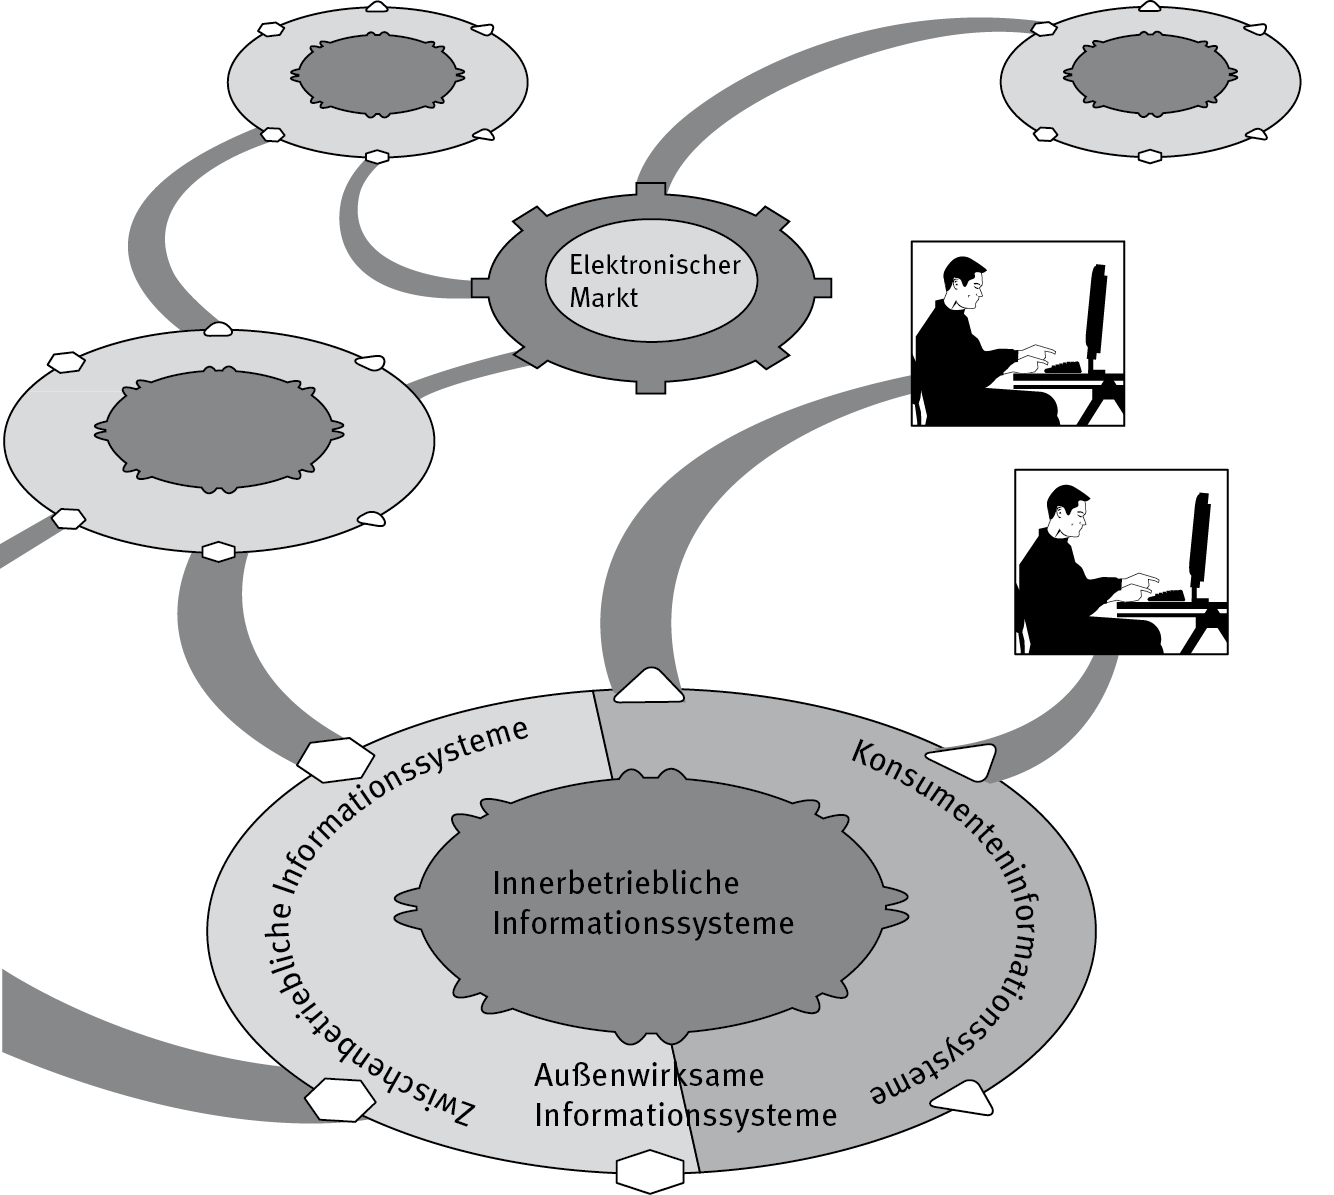 Elektronischer
Markt
Zwischenbetriebliche Informationssysteme
Konsumenteninformationssysteme
Innerbetriebliche
Informationssysteme
Außenwirksame
Informationssysteme